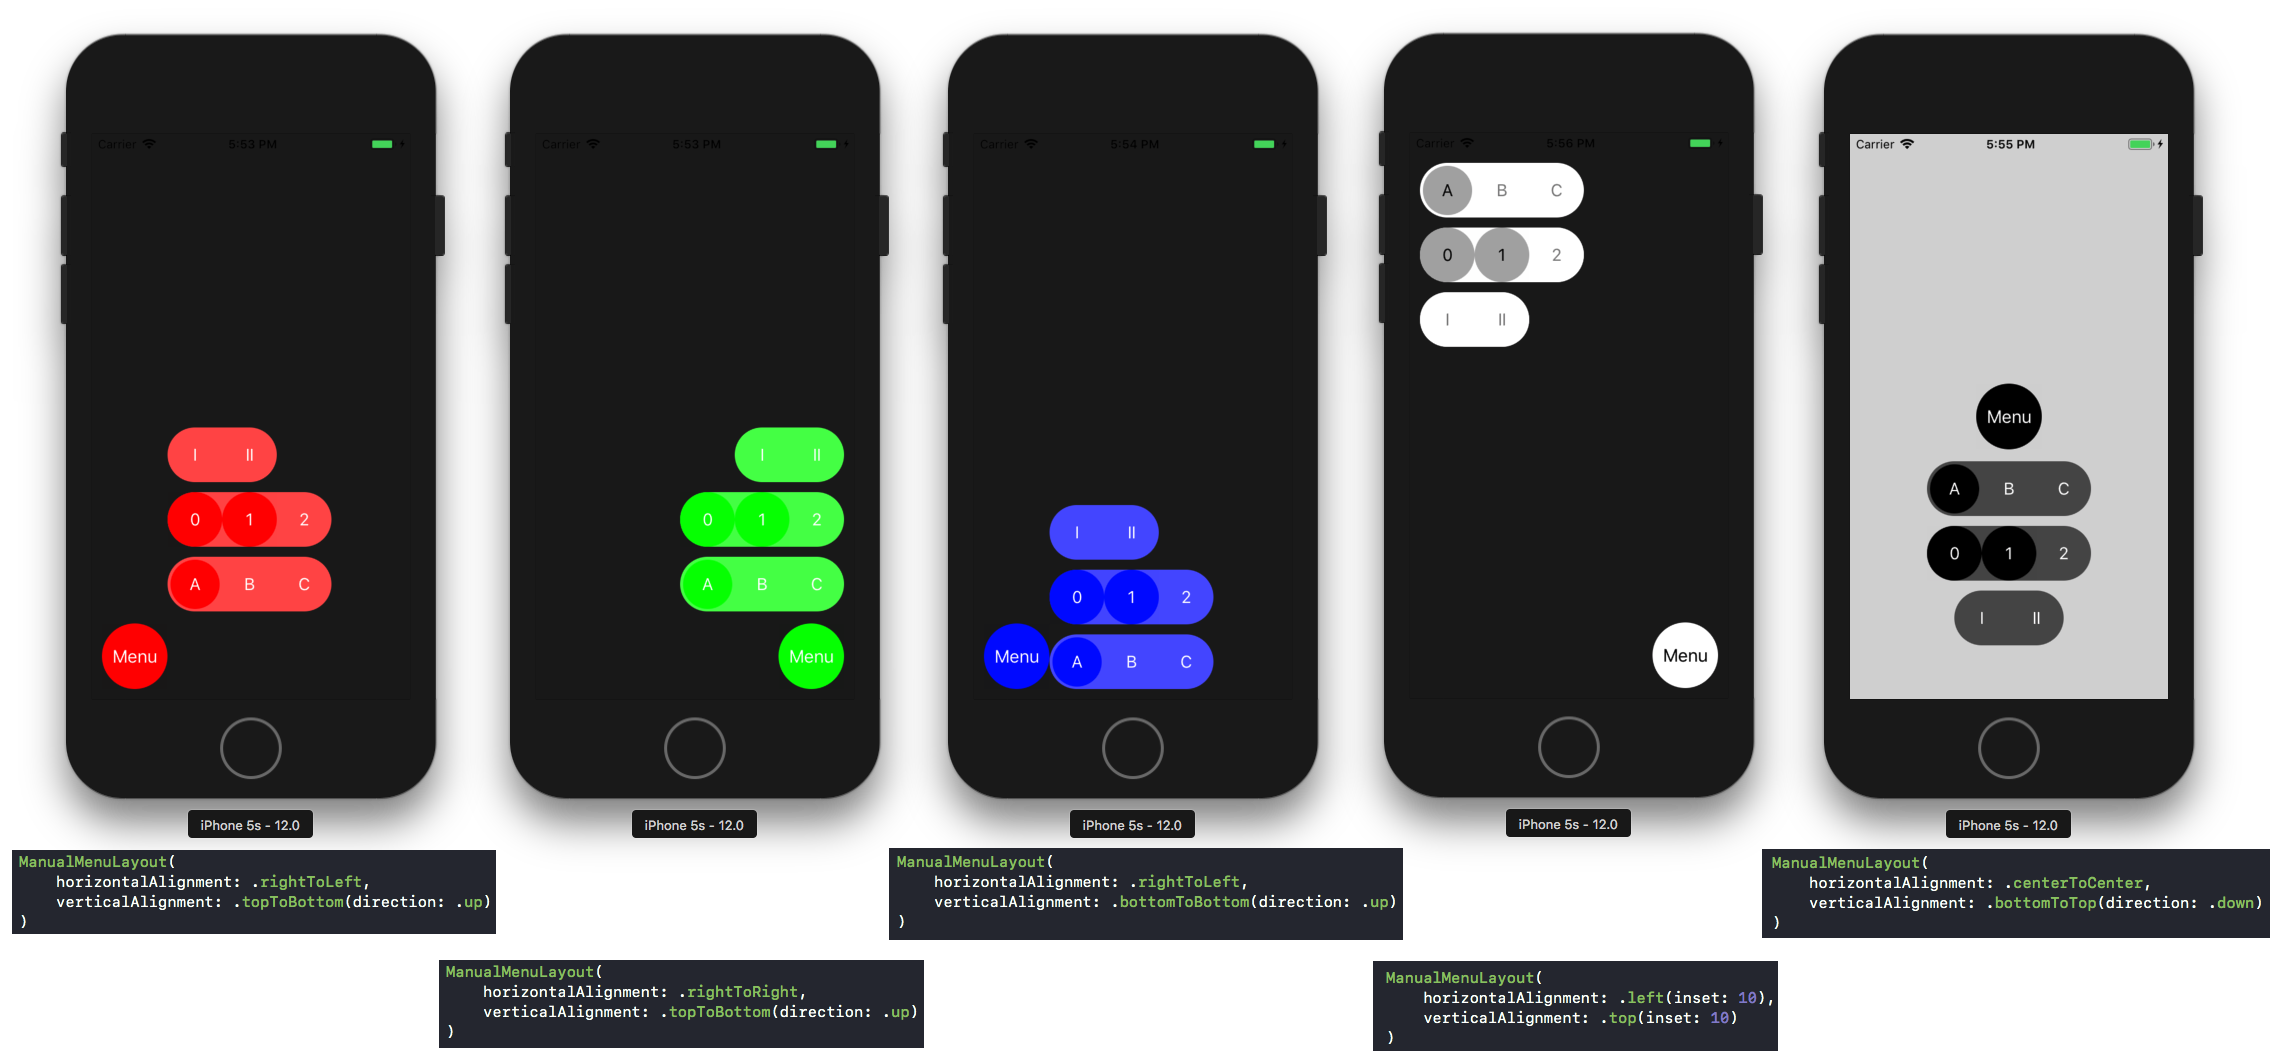 Carrier 5:53 PM
I II
0 1 2
A B C
Menu
iPhone 5s - 12.0
ManualMenuLayout(
horizontalAlignment: .rightToLeft,
verticalAlignment: .topToBottom(direction: .up)
)
Carrier 5:53 PM
I II
0 1 2
A B C
Menu
iPhone 5s - 12.0
ManualMenuLayout(
horizontalAlignment: .rightToRight,
verticalAlignment: .topToBottom(direction: .up)
)
Carrier 5:54 PM
I II
0 1 2
Menu A B C
iPhone 5s - 12.0
ManualMenuLayout(
horizontalAlignment: .rightToLeft,
verticalAlignment: .bottomToBottom(direction: .up)
)
Carrier 5:56 PM
A B C
0 1 2
I II
Menu
iPhone 5s - 12.0
ManualMenuLayout(
horizontalAlignment: .left(inset: 10),
verticalAlignment: .top(inset: 10)
)
Carrier 5:55 PM
Menu
A B C
0 1 2
I II
iPhone 5s - 12.0
ManualMenuLayout(
horizontalAlignment: .centerToCenter,
verticalAlignment: .bottomToTop(direction: .down)
)